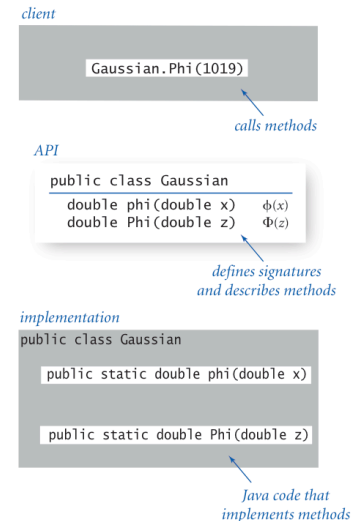 client
Gaussian.Phi(1019)
calls methods
API
public class Gaussian
double phi(double x) ϕ(x)
double Phi(double z) Φ(z)
defines signatures
and describes methods
implementation
public class Gaussian
public static double phi(double x)
public static double Phi(double z)
Java code that
implements methods